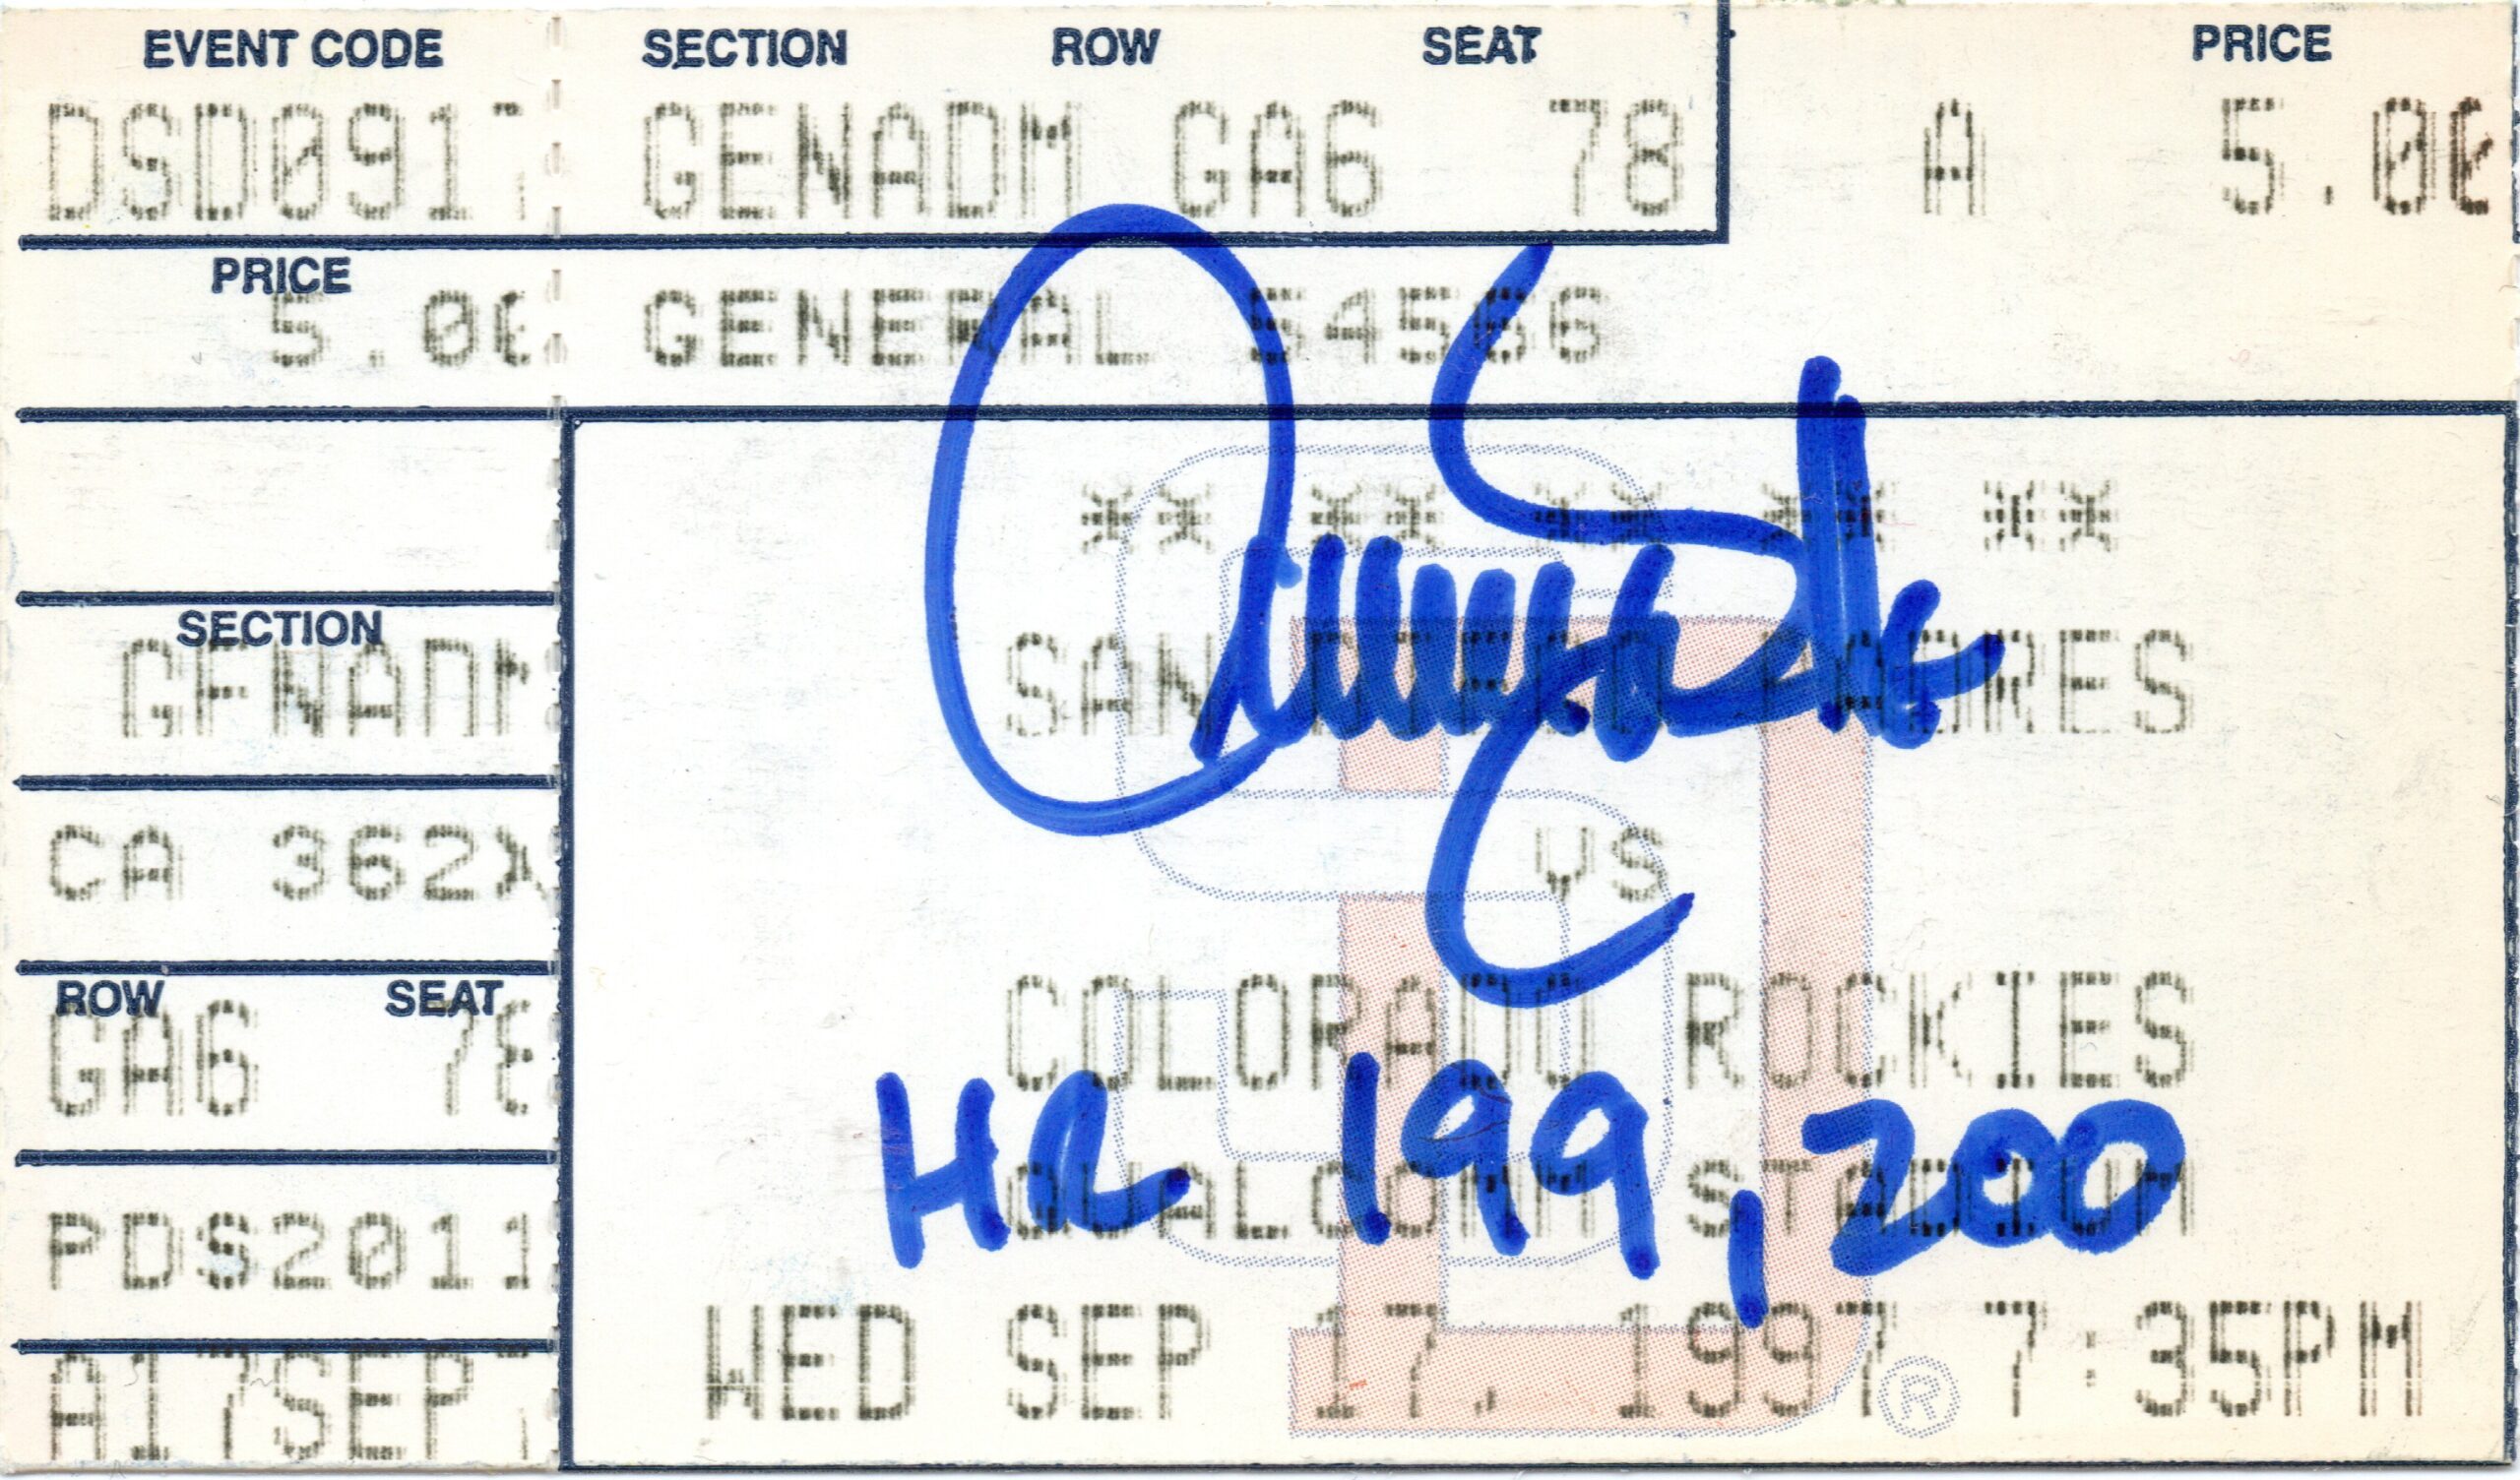 EVENT CODE SECTION ROW SEAT PRICE
DSD0917 GENADM GA6 78 A 5.00
PRICE
5.00 GENERAL 54566
** ** ** ** **
SECTION
GENADM SAN DIEGO PADRES
CA 362X VS
ROW SEAT
GA6 78 COLORADO ROCKIES
HR 199, 200
PDS2011 QUALCOMM STADIUM
A17SEP WED SEP 17, 1997 7:35PM
®